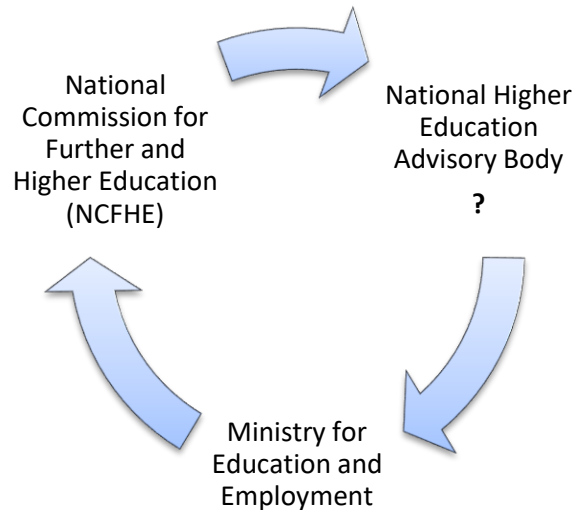 National
Commission for
Further and
Higher Education
(NCFHE)
National Higher
Education
Advisory Body
?
Ministry for
Education and
Employment